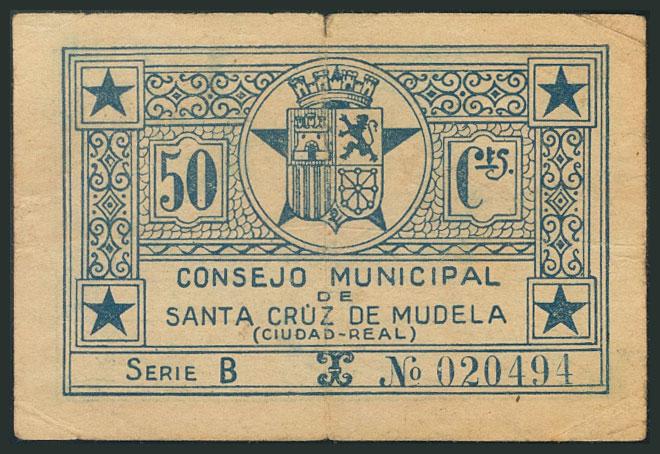 50 Cts.
CONSEJO MUNICIPAL
DE
SANTA CRÚZ DE MUDELA
(CIUDAD-REAL)
SERIE B No 020494